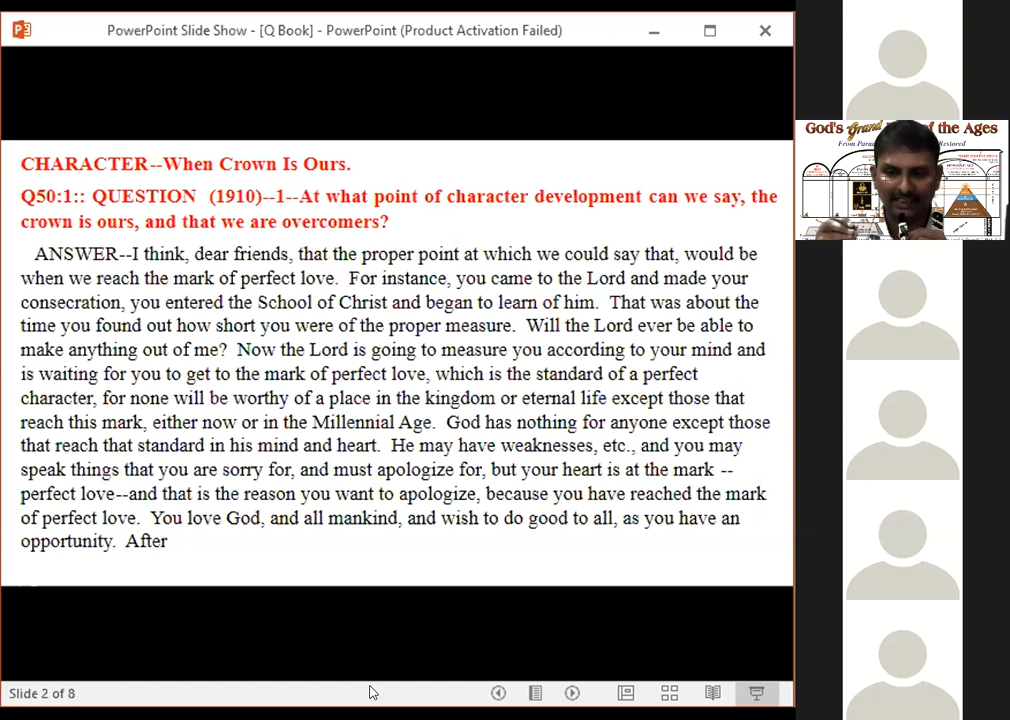 PowerPoint Slide Show - [Q Book] - PowerPoint (Product Activation Failed)
CHARACTER--When Crown Is Ours.
Q50:1:: QUESTION (1910)--1--At what point of character development can we say, the
crown is ours, and that we are overcomers?
ANSWER--I think, dear friends, that the proper point at which we could say that, would be
when we reach the mark of perfect love. For instance, you came to the Lord and made your
consecration, you entered the School of Christ and began to learn of him. That was about the
time you found out how short you were of the proper measure. Will the Lord ever be able to
make anything out of me? Now the Lord is going to measure you according to your mind and
is waiting for you to get to the mark of perfect love, which is the standard of a perfect
character, for none will be worthy of a place in the kingdom or eternal life except those that
reach this mark, either now or in the Millennial Age. God has nothing for anyone except those
that reach that standard in his mind and heart. He may have weaknesses, etc., and you may
speak things that you are sorry for, and must apologize for, but your heart is at the mark --
perfect love--and that is the reason you want to apologize, because you have reached the mark
of perfect love. You love God, and all mankind, and wish to do good to all, as you have an
opportunity. After
Slide 2 of 8
God's Grand of the Ages
From Restored